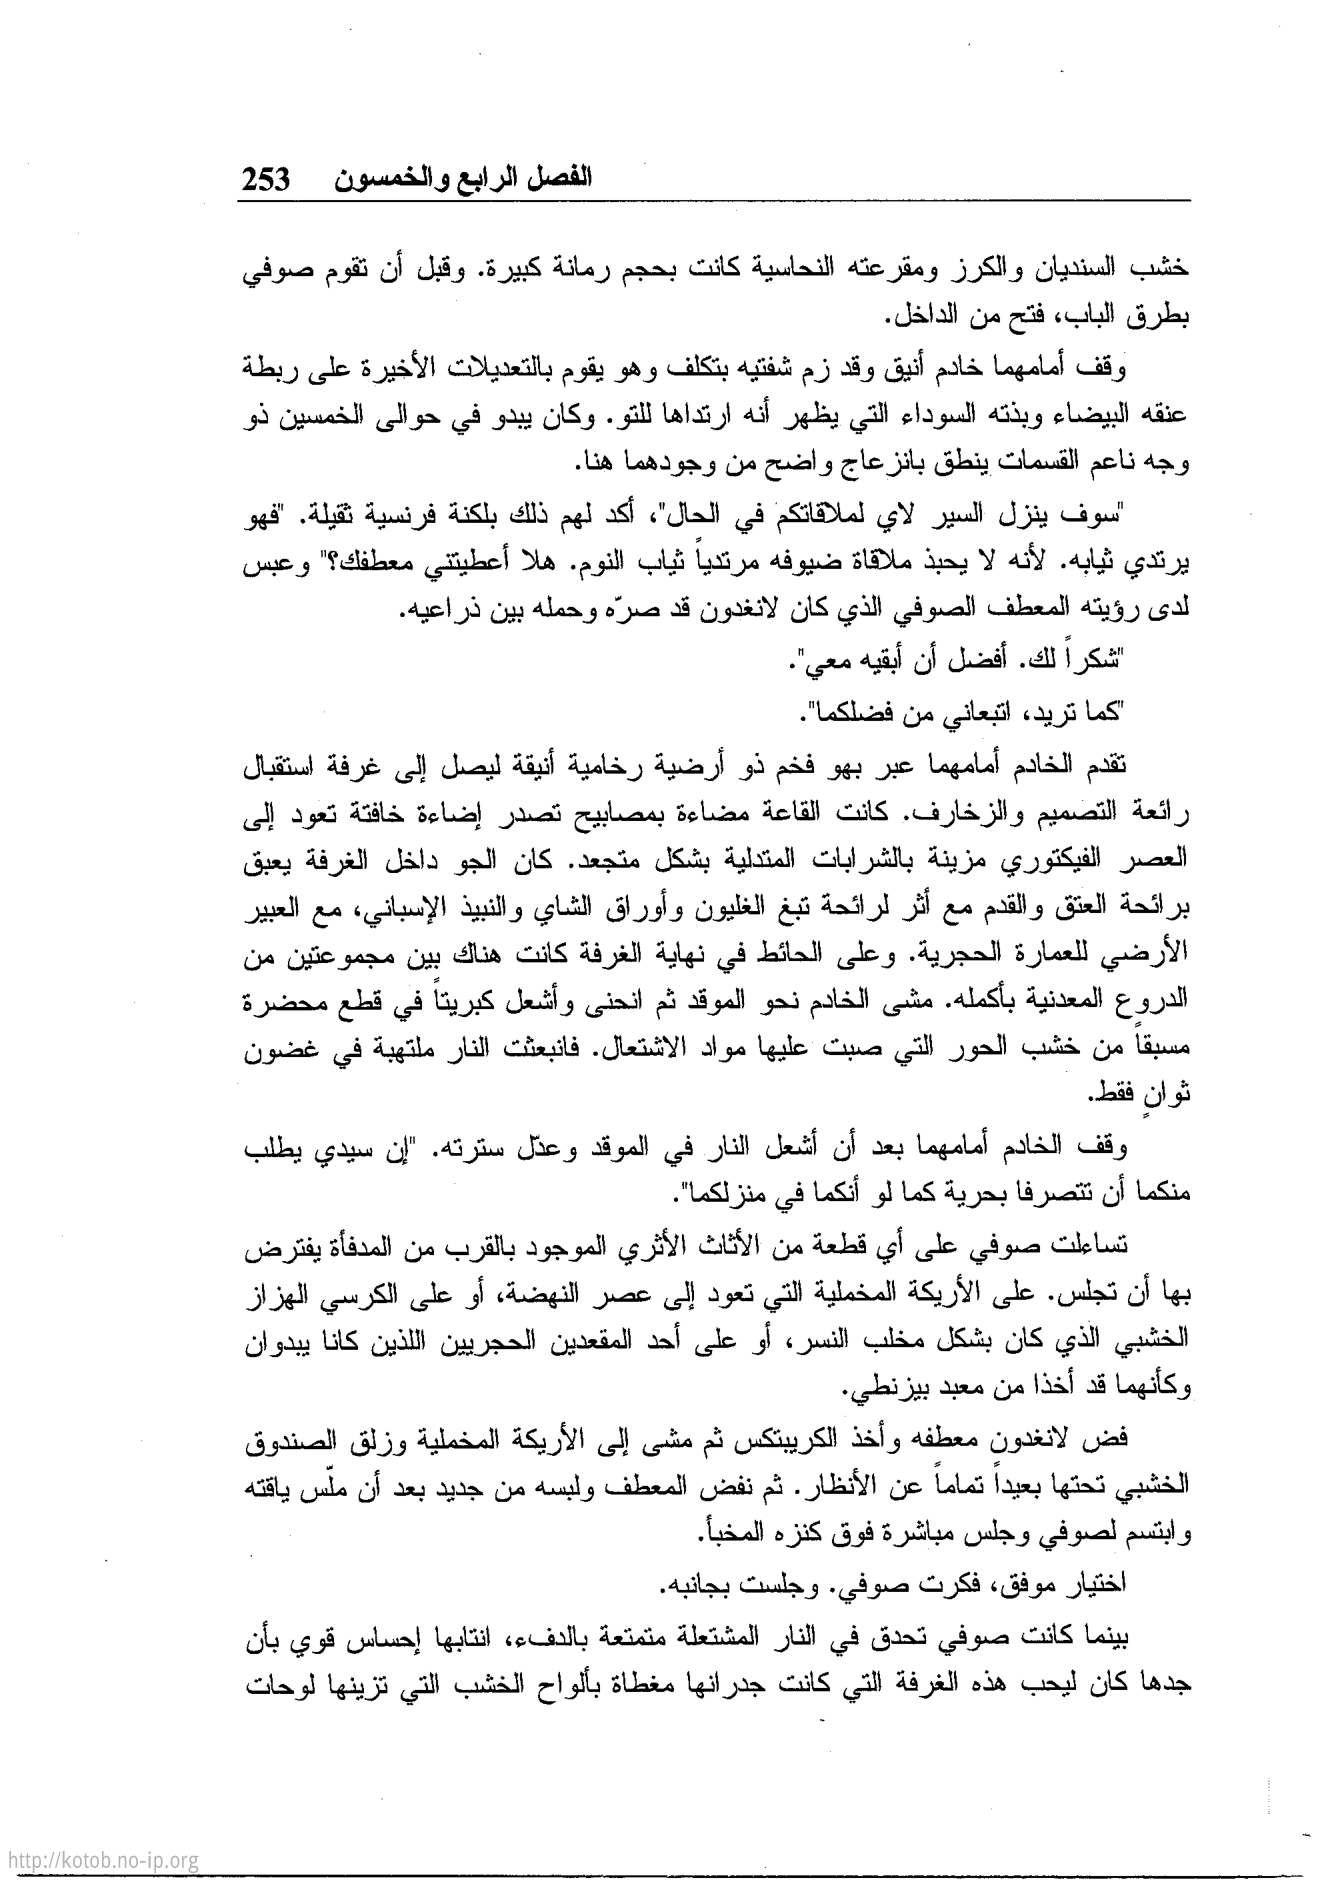 الفصل الرابع والخمسون 253
خشب السنديان والكرز ومقرعته النحاسية كانت بحجم رمانة كبيرة. وقبل أن تقوم صوفي
بطرق الباب، فتح من الداخل.
وقف أمامهما خادم أنيق وقد زم شفتيه بتكلف وهو يقوم بالتعديلات الأخيرة على ربطة
عنقه البيضاء وبذته السوداء التي يظهر أنه ارتداها للتو. وكان يبدو في حوالى الخمسين ذو
وجه ناعم القسمات ينطق بانزعاج واضح من وجودهما هنا.
"سوف ينزل السير لاي لملاقاتكم في الحال"، أكد لهم ذلك بلكنة فرنسية ثقيلة. "فهو
يرتدي ثيابه. لأنه لا يحبذ ملاقاة ضيوفه مرتدياً ثياب النوم. هلا أعطيتني معطفك؟" وعبس
لدى رؤيته المعطف الصوفي الذي كان لانغدون قد صرّه وحمله بين ذراعيه.
"شكراً لك. أفضل أن أبقيه معي".
"كما تريد، اتبعاني من فضلكما".
تقدم الخادم أمامهما عبر بهو فخم ذو أرضية رخامية أنيقة ليصل إلى غرفة استقبال
رائعة التصميم والزخارف. كانت القاعة مضاءة بمصابيح تصدر إضاءة خافتة تعود إلى
العصر الفيكتوري مزينة بالشرابات المتدلية بشكل متجعد. كان الجو داخل الغرفة يعبق
برائحة العتق والقدم مع أثر لرائحة تبغ الغليون وأوراق الشاي والنبيذ الإسباني، مع العبير
الأرضي للعمارة الحجرية. وعلى الحائط في نهاية الغرفة كانت هناك بين مجموعتين من
الدروع المعدنية بأكمله. مشى الخادم نحو الموقد ثم انحنى وأشعل كبريتاً في قطع محضرة
مسبقاً من خشب الحور التي صبت عليها مواد الاشتعال. فانبعثت النار ملتهبة في غضون
ثوانٍ فقط.
وقف الخادم أمامهما بعد أن أشعل النار في الموقد وعدّل سترته. "إن سيدي يطلب
منكما أن تتصرفا بحرية كما لو أنكما في منزلكما".
تساءلت صوفي على أي قطعة من الأثاث الأثري الموجود بالقرب من المدفأة يفترض
بها أن تجلس. على الأريكة المخملية التي تعود إلى عصر النهضة، أو على الكرسي الهزاز
الخشبي الذي كان بشكل مخلب النسر، أو على أحد المقعدين الحجريين اللذين كانا يبدوان
وكأنهما قد أخذا من معبد بيزنطي.
فض لانغدون معطفه وأخذ الكريبتكس ثم مشى إلى الأريكة المخملية وزلق الصندوق
الخشبي تحتها بعيداً تماماً عن الأنظار. ثم نفض المعطف ولبسه من جديد بعد أن ملّس ياقته
وابتسم لصوفي وجلس مباشرة فوق كنزه المخبأ.
اختيار موفق، فكرت صوفي. وجلست بجانبه.
بينما كانت صوفي تحدق في النار المشتعلة متمتعة بالدفء، انتابها إحساس قوي بأن
جدها كان ليحب هذه الغرفة التي كانت جدرانها مغطاة بألواح الخشب التي تزينها لوحات
http://kotob.no-ip.org